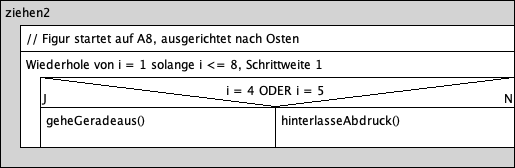 ziehen2
// Figur startet auf A8, ausgerichtet nach Osten
Wiederhole von i = 1 solange i <= 8, Schrittweite 1
i = 4 ODER i = 5
J N
geheGeradeaus() hinterlasseAbdruck()